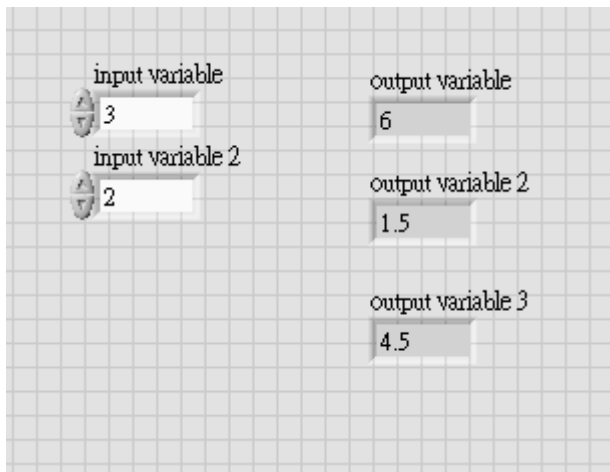 input variable
3
input variable 2
2
output variable
6
output variable 2
1.5
output variable 3
4.5